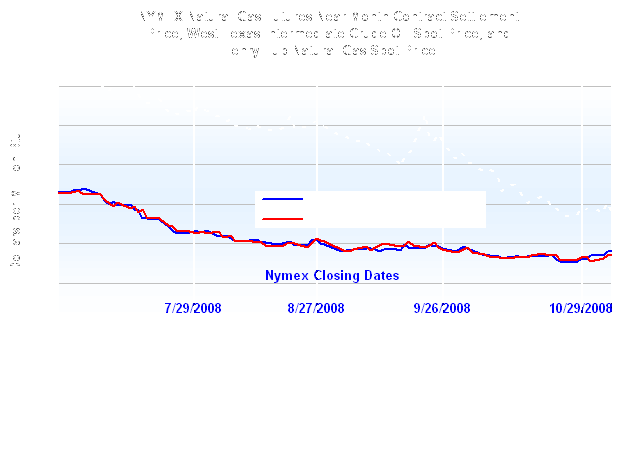 NYMEX Natural Gas Futures Near Month Contract Settlement
Price, West Texas Intermediate Crude Oil Spot Price, and
Henry Hub Natural Gas Spot Price
Nymex Closing Dates
7/29/2008
8/27/2008
9/26/2008
10/29/2008